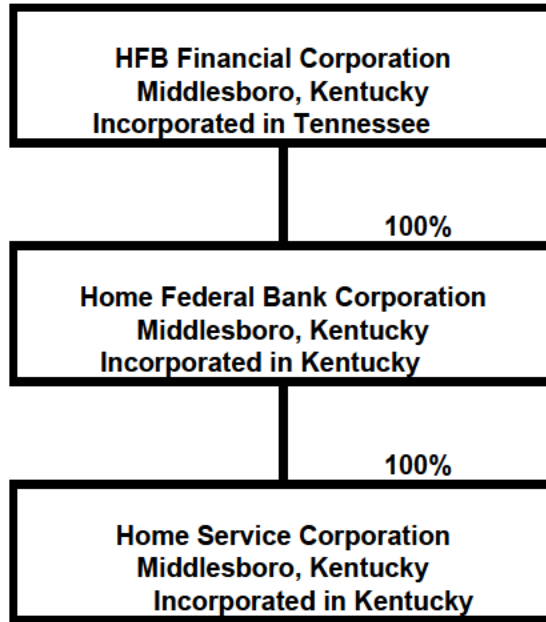 HFB Financial Corporation
Middlesboro, Kentucky
Incorporated in Tennessee
100%
Home Federal Bank Corporation
Middlesboro, Kentucky
Incorporated in Kentucky
100%
Home Service Corporation
Middlesboro, Kentucky
Incorporated in Kentucky